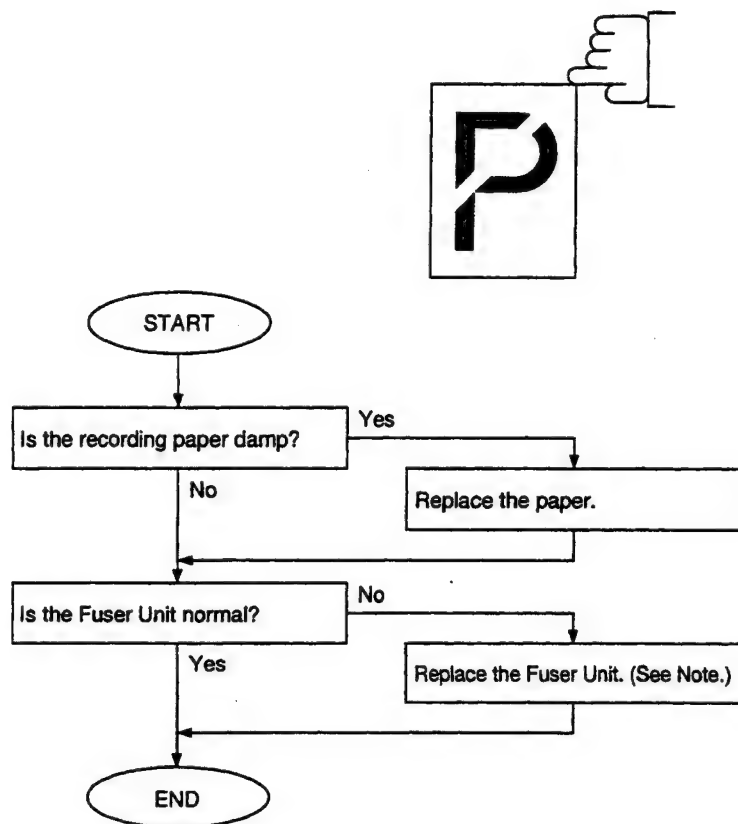 P
START
Is the recording paper damp?
Yes
No
Replace the paper.
Is the Fuser Unit normal?
No
Yes
Replace the Fuser Unit. (See Note.)
END